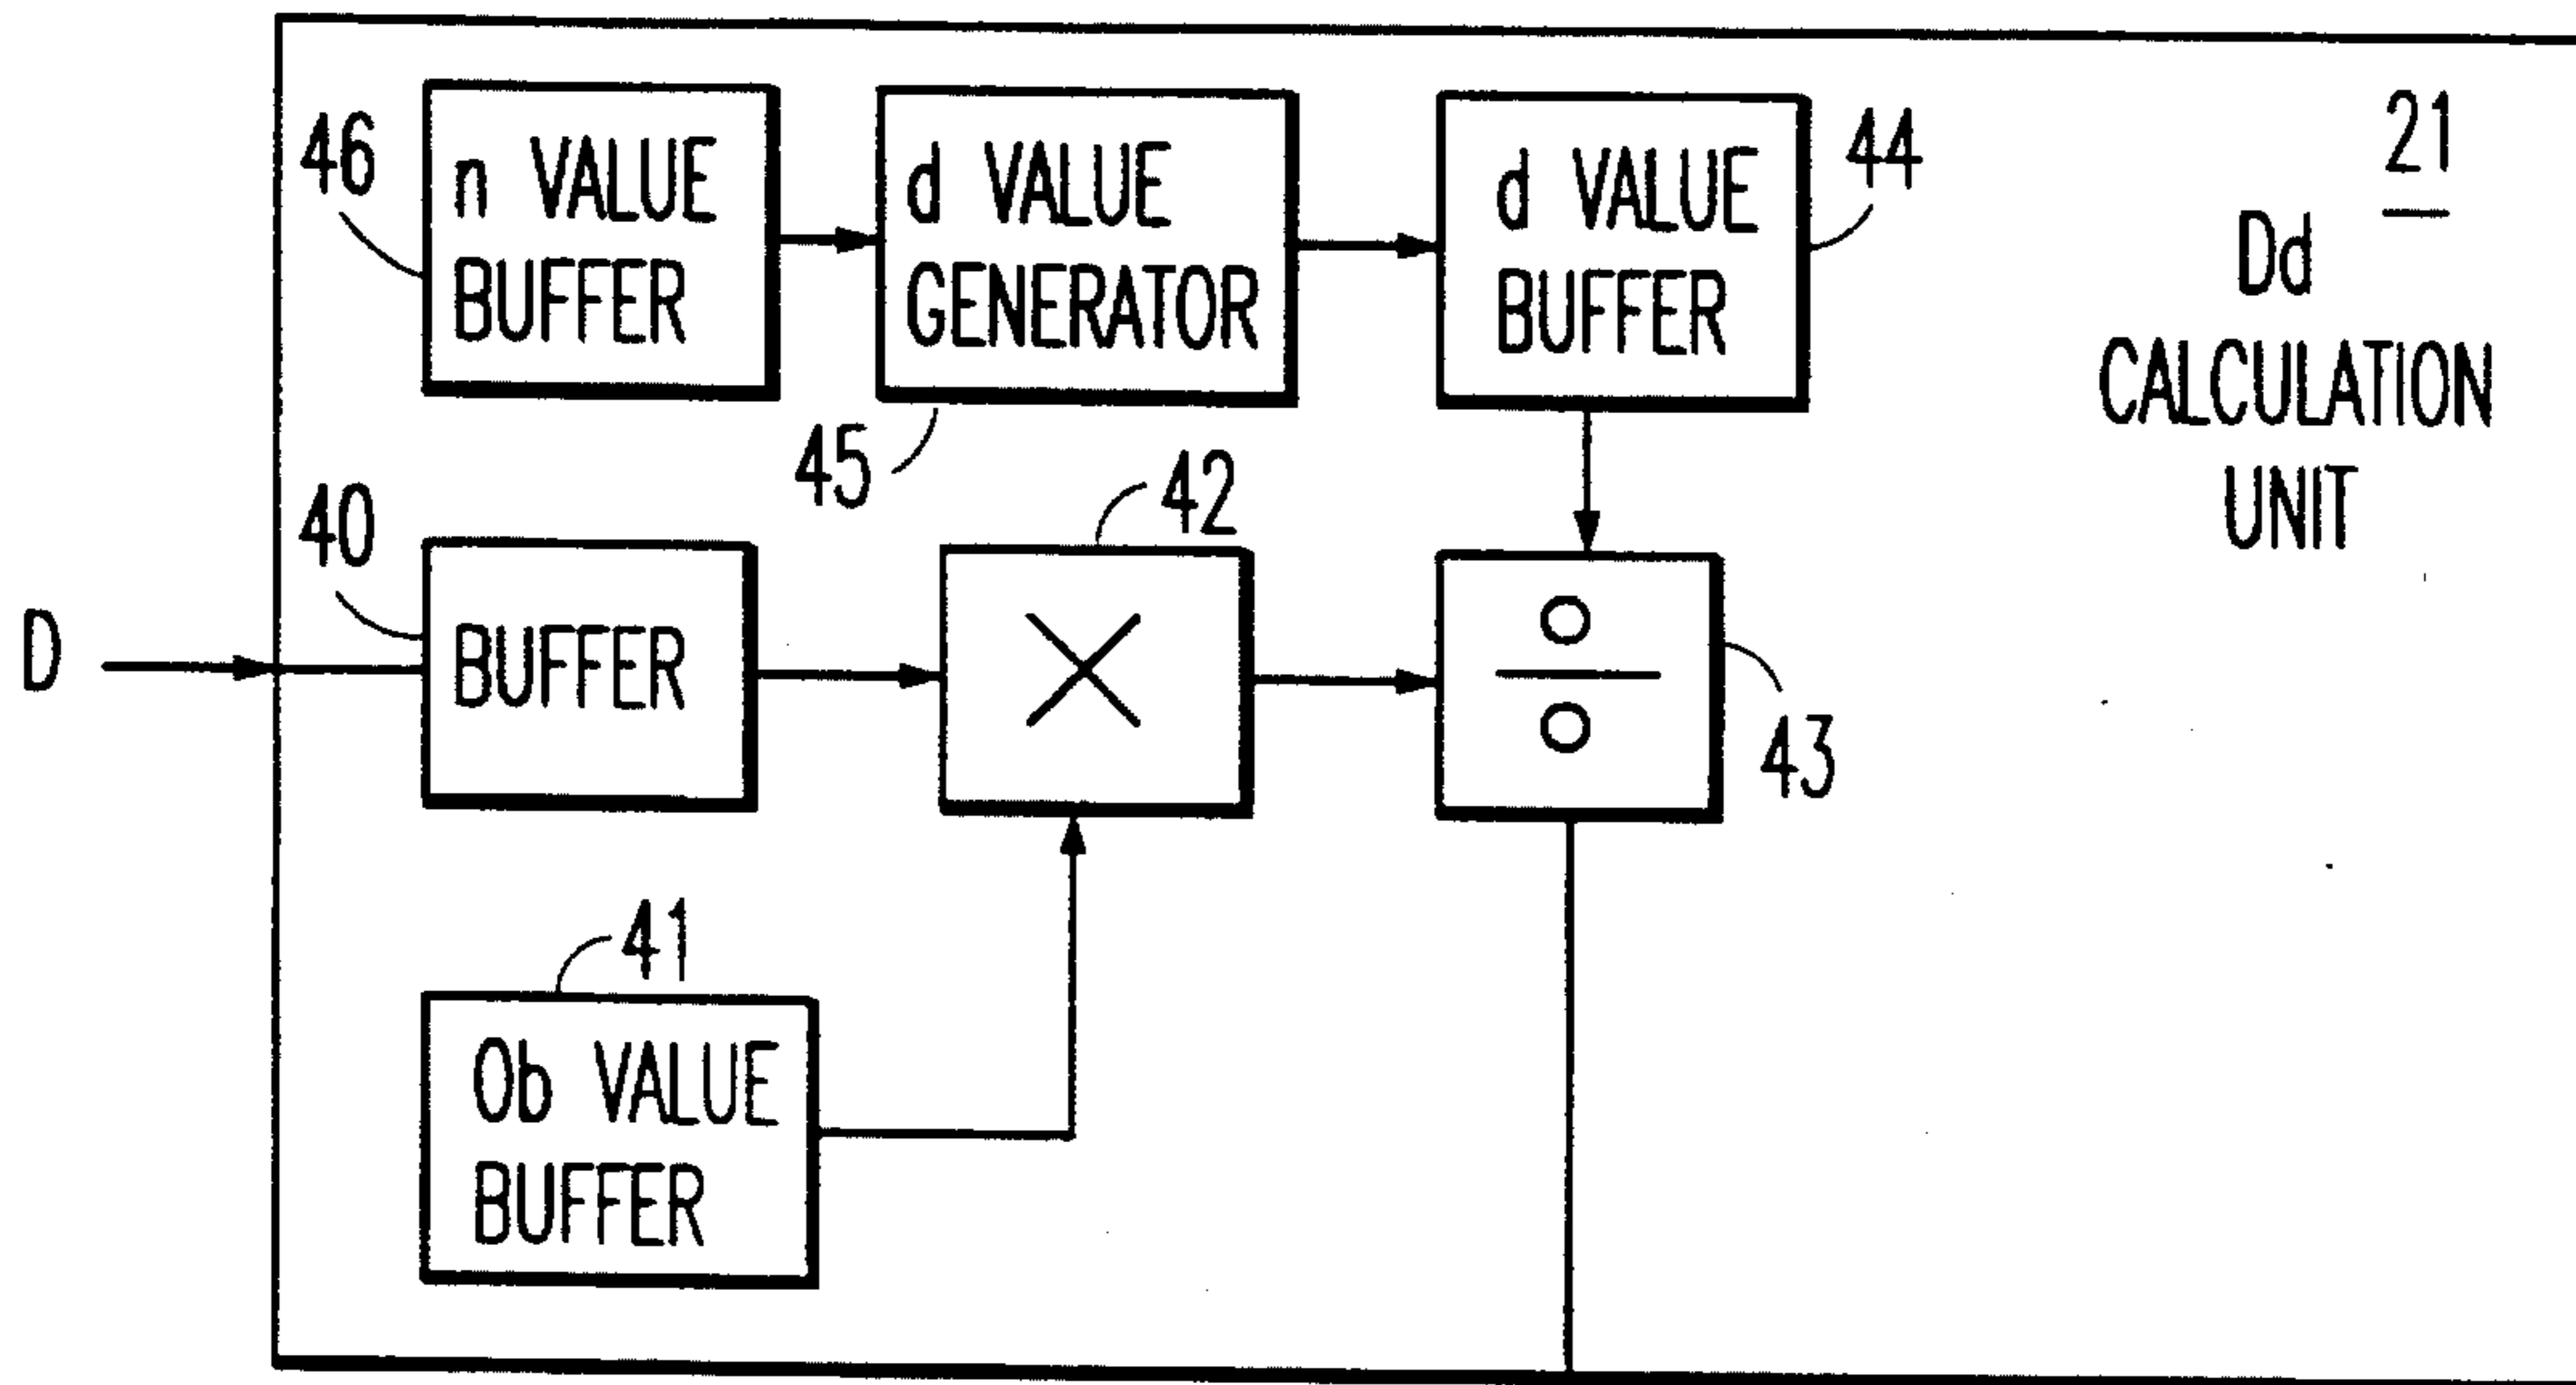 46
n VALUE
BUFFER
d VALUE
GENERATOR
45
d VALUE
BUFFER
44
21
Dd
CALCULATION
UNIT
D
40
BUFFER
42
×
÷
43
41
Ob VALUE
BUFFER